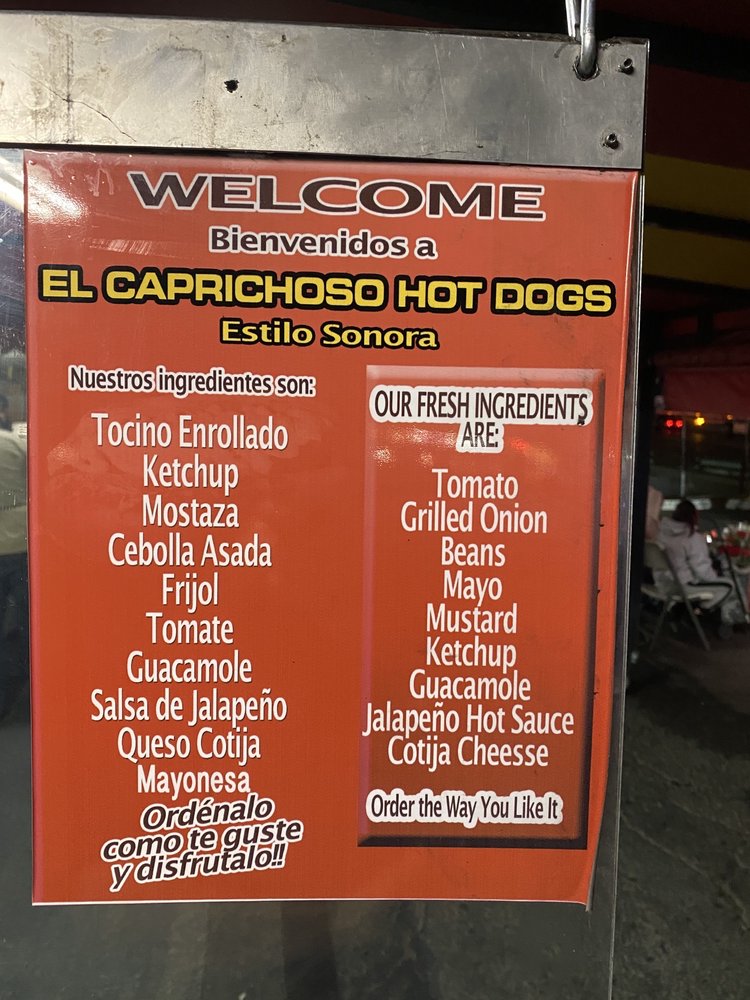 WELCOME
Bienvenidos a
EL CAPRICHOSO HOT DOGS
Estilo Sonora
Nuestros ingredientes son:
Tocino Enrollado
Ketchup
Mostaza
Cebolla Asada
Frijol
Tomate
Guacamole
Salsa de Jalapeño
Queso Cotija
Mayonesa
Ordénalo
como te guste
y disfrutalo!!
OUR FRESH INGREDIENTS
ARE:
Tomato
Grilled Onion
Beans
Mayo
Mustard
Ketchup
Guacamole
Jalapeño Hot Sauce
Cotija Cheesse
Order the Way You Like It